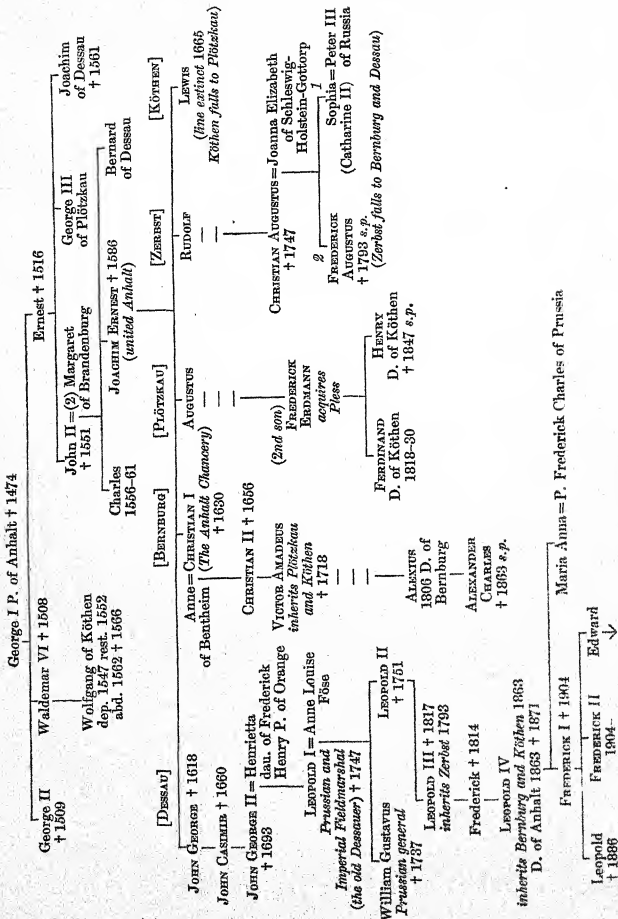 George I P. of Anhalt † 1474
George II
† 1509
Waldemar VI † 1508
Ernest † 1516
Wolfgang of Köthen
dep. 1547 rest. 1552
abd. 1562 † 1566
John II=(2) Margaret
† 1551 of Brandenburg
George III
of Plötzkau
Joachim
of Dessau
† 1561
Charles
1556–61
JOACHIM ERNEST † 1586
(united Anhalt)
Bernard
of Dessau
[DESSAU]
[BERNBURG]
[PLÖTZKAU]
[ZERBST]
[KÖTHEN]
JOHN GEORGE † 1618
Anne=CHRISTIAN I
of Bentheim (The Anhalt Chancery)
† 1630
AUGUSTUS
RUDOLF
LEWIS
(line extinct 1665
Köthen falls to Plötzkau)
JOHN CASIMIR † 1660
CHRISTIAN II † 1656
JOHN GEORGE II=Henrietta
† 1693 dau. of Frederick
Henry P. of Orange
VICTOR AMADEUS
inherits Plötzkau
and Köthen
† 1718
(2nd son)
FREDERICK
ERDMANN
acquires
Pless
CHRISTIAN AUGUSTUS=Joanna Elizabeth
† 1747 of Schleswig-
Holstein-Gottorp
LEOPOLD I=Anne Louise
Prussian and Föse
Imperial Fieldmarshal
(the old Dessauer) † 1747
2
FREDERICK
AUGUSTUS
† 1793 s.p.
(Zerbst falls to Bernburg and Dessau)
1
Sophia=Peter III
(Catharine II) of Russia
William Gustavus
Prussian general
† 1737
LEOPOLD II
† 1751
ALEXIUS
1806 D. of
Bernburg
FERDINAND
D. of Köthen
1818–30
HENRY
D. of Köthen
† 1847 s.p.
LEOPOLD III † 1817
inherits Zerbst 1793
ALEXANDER
CHARLES
† 1863 s.p.
Frederick † 1814
LEOPOLD IV
inherits Bernburg and Köthen 1863
D. of Anhalt 1863 † 1871
FREDERICK I † 1904
Maria Anna=P. Frederick Charles of Prussia
Leopold
† 1886
FREDERICK II
1904–
Edward